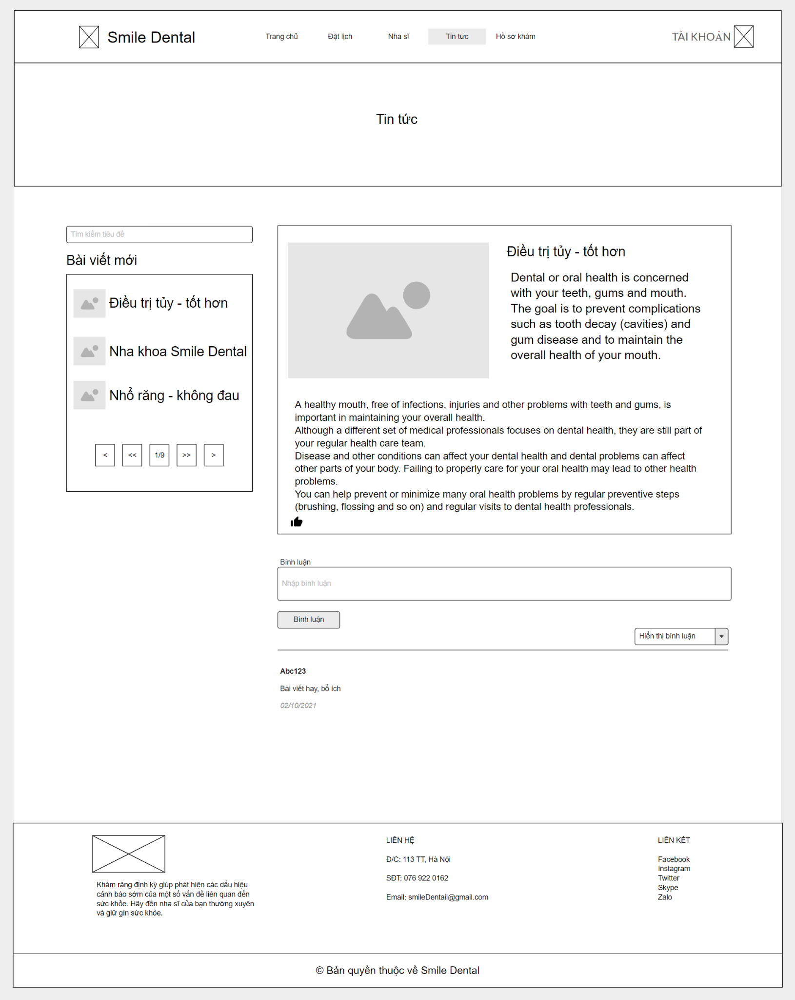 Smile Dental
Trang chủ
Đặt lịch
Nha sĩ
Tin tức
Hồ sơ khám
TÀI KHOẢN
Tin tức
Tìm kiếm tiêu đề
Bài viết mới
Điều trị tủy - tốt hơn
Nha khoa Smile Dental
Nhổ răng - không đau
<
<<
1/9
>>
>
Điều trị tủy - tốt hơn
Dental or oral health is concerned
with your teeth, gums and mouth.
The goal is to prevent complications
such as tooth decay (cavities) and
gum disease and to maintain the
overall health of your mouth.
A healthy mouth, free of infections, injuries and other problems with teeth and gums, is
important in maintaining your overall health.
Although a different set of medical professionals focuses on dental health, they are still part of
your regular health care team.
Disease and other conditions can affect your dental health and dental problems can affect
other parts of your body. Failing to properly care for your oral health may lead to other health
problems.
You can help prevent or minimize many oral health problems by regular preventive steps
(brushing, flossing and so on) and regular visits to dental health professionals.
Bình luận
Nhập bình luận
Bình luận
Hiển thị bình luận
Abc123
Bài viết hay, bổ ích
02/10/2021
Khám răng định kỳ giúp phát hiện các dấu hiệu
cảnh báo sớm của một số vấn đề liên quan đến
sức khỏe. Hãy đến nha sĩ của bạn thường xuyên
và giữ gìn sức khỏe.
LIÊN HỆ
Đ/C: 113 TT, Hà Nội
SĐT: 076 922 0162
Email: smileDentail@gmail.com
LIÊN KẾT
Facebook
Instagram
Twitter
Skype
Zalo
© Bản quyền thuộc về Smile Dental